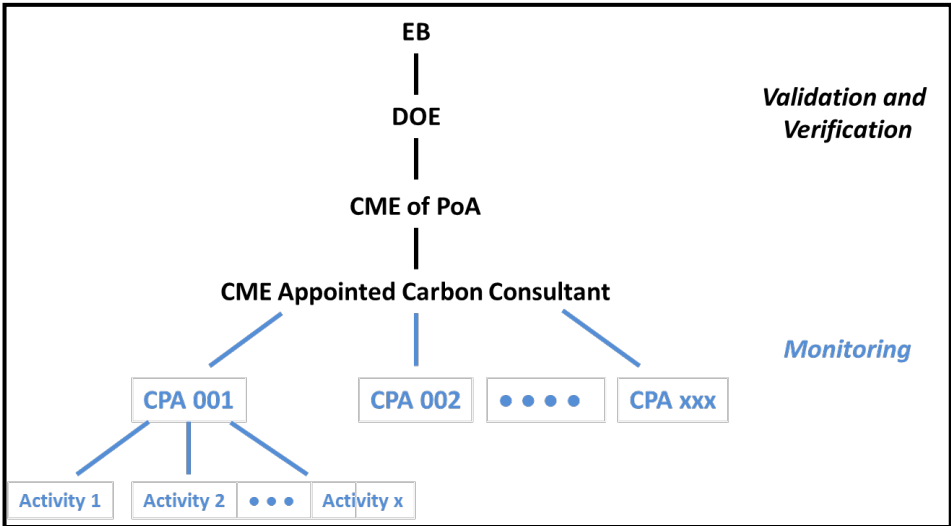 EB
Validation and
Verification
DOE
CME of PoA
CME Appointed Carbon Consultant
Monitoring
CPA 001
CPA 002
••••
CPA xxx
Activity 1
Activity 2
•••
Activity x